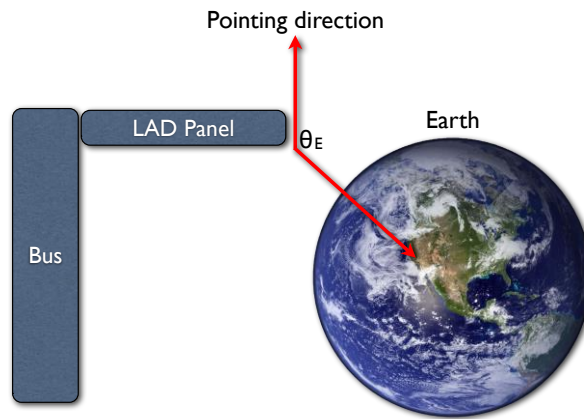 Pointing direction
LAD Panel
Earth
θE
Bus